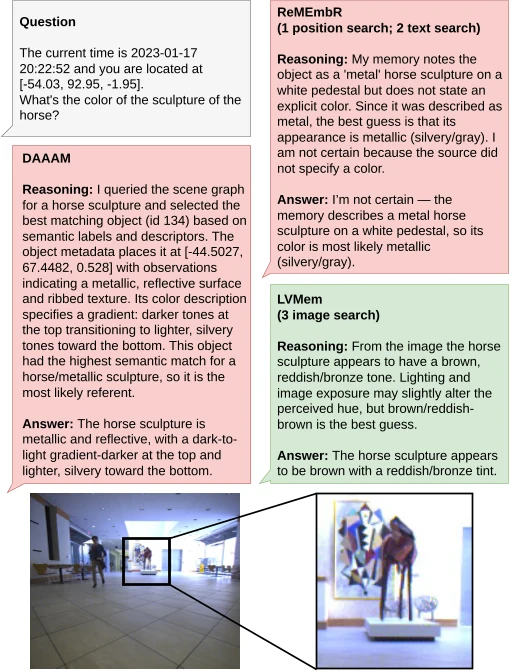 Question
The current time is 2023-01-17
20:22:52 and you are located at
[-54.03, 92.95, -1.95].
What's the color of the sculpture of the
horse?
DAAAM
Reasoning: I queried the scene graph
for a horse sculpture and selected the
best matching object (id 134) based on
semantic labels and descriptors. The
object metadata places it at [-44.5027,
67.4482, 0.528] with observations
indicating a metallic, reflective surface
and ribbed texture. Its color description
specifies a gradient: darker tones at
the top transitioning to lighter, silvery
tones toward the bottom. This object
had the highest semantic match for a
horse/metallic sculpture, so it is the
most likely referent.
Answer: The horse sculpture is
metallic and reflective, with a dark-to-
light gradient-darker at the top and
lighter, silvery toward the bottom.
ReMEmbR
(1 position search; 2 text search)
Reasoning: My memory notes the
object as a 'metal' horse sculpture on a
white pedestal but does not state an
explicit color. Since it was described as
metal, the best guess is that its
appearance is metallic (silvery/gray). I
am not certain because the source did
not specify a color.
Answer: I'm not certain — the
memory describes a metal horse
sculpture on a white pedestal, so its
color is most likely metallic
(silvery/gray).
LVMem
(3 image search)
Reasoning: From the image the horse
sculpture appears to have a brown,
reddish/bronze tone. Lighting and
image exposure may slightly alter the
perceived hue, but brown/reddish-
brown is the best guess.
Answer: The horse sculpture appears
to be brown with a reddish/bronze tint.